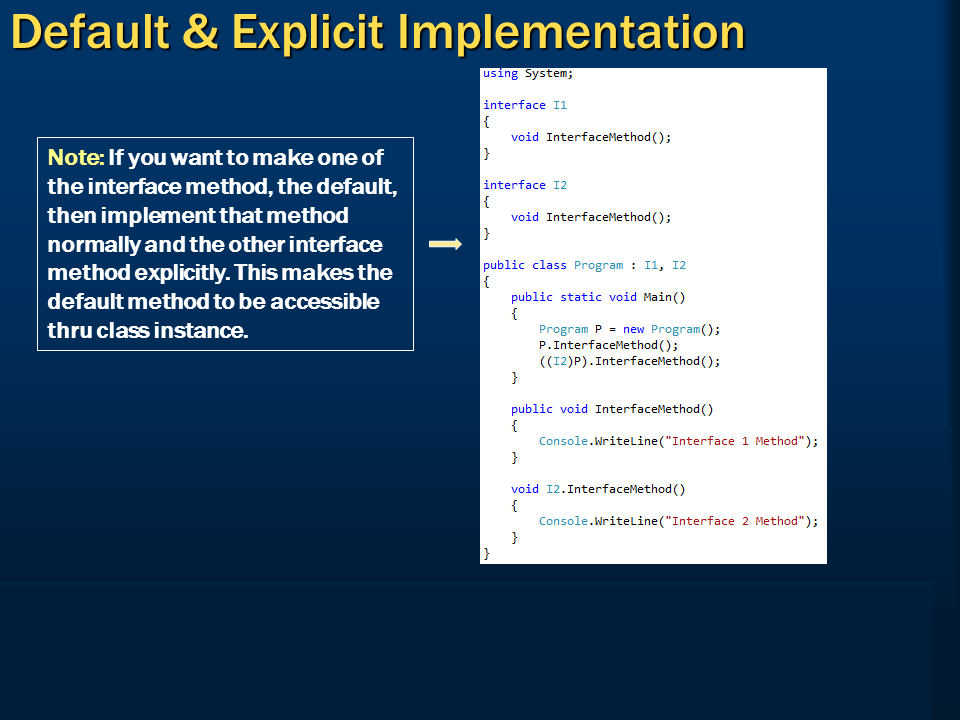 Default & Explicit Implementation
Note: If you want to make one of
the interface method, the default,
then implement that method
normally and the other interface
method explicitly. This makes the
default method to be accessible
thru class instance.
using System;
interface I1
{
void InterfaceMethod();
}
interface I2
{
void InterfaceMethod();
}
public class Program : I1, I2
{
public static void Main()
{
Program P = new Program();
P.InterfaceMethod();
((I2)P).InterfaceMethod();
}
public void InterfaceMethod()
{
Console.WriteLine("Interface 1 Method");
}
void I2.InterfaceMethod()
{
Console.WriteLine("Interface 2 Method");
}
}